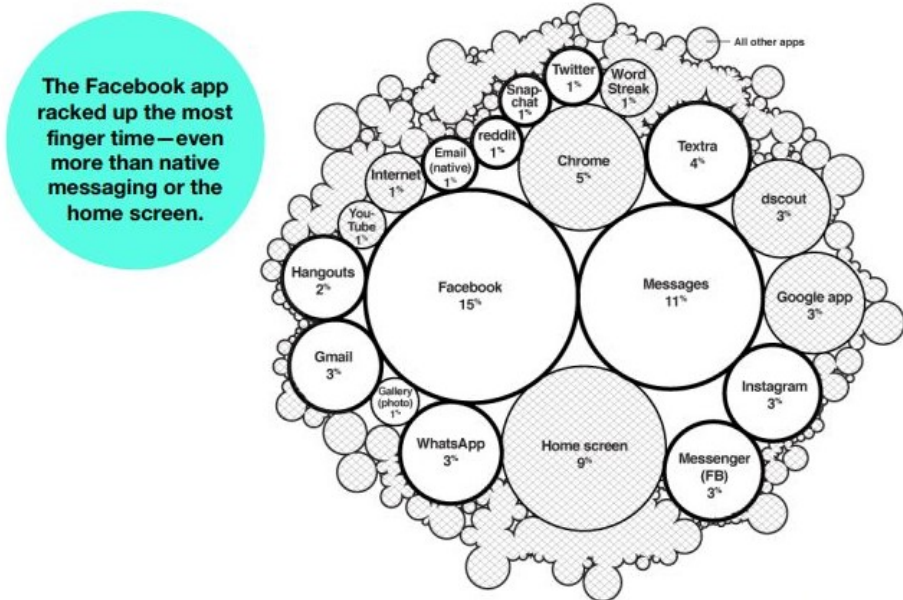 The Facebook app
racked up the most
finger time—even
more than native
messaging or the
home screen.
All other apps
Twitter
1%
Word
Streak
1%
Snap-
chat
1%
reddit
1%
Email
(native)
1%
Internet
1%
You-
Tube
1%
Chrome
5%
Textra
4%
dscout
3%
Hangouts
2%
Facebook
15%
Messages
11%
Google app
3%
Gmail
3%
Gallery
(photo)
1%
WhatsApp
3%
Home screen
9%
Messenger
(FB)
3%
Instagram
3%